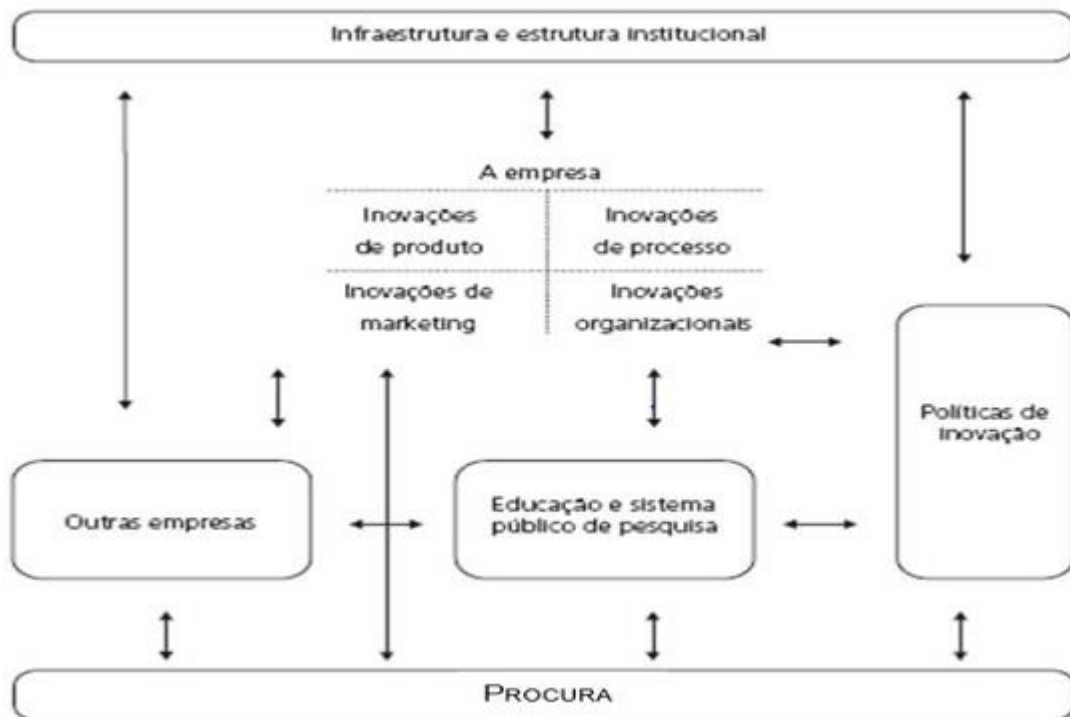 Infraestrutura e estrutura institucional
A empresa
Inovações
de produto
Inovações
de processo
Inovações de
marketing
Inovações
organizacionais
Políticas de
inovação
Outras empresas
Educação e sistema
público de pesquisa
PROCURA